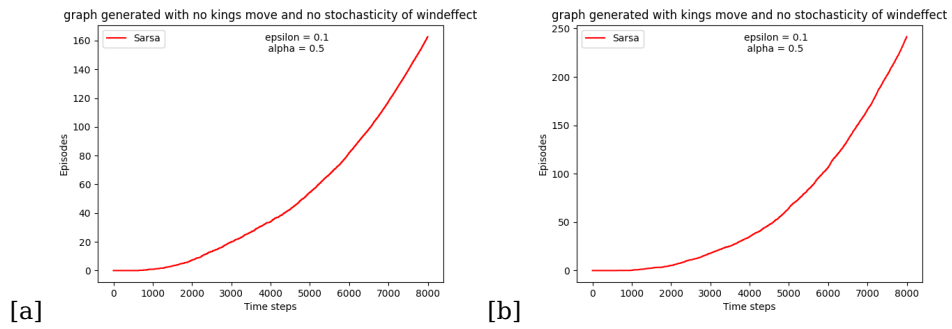 graph generated with no kings move and no stochasticity of windeffect
Sarsa
epsilon = 0.1
alpha = 0.5
160
140
120
100
80
60
40
20
0
Episodes
0 1000 2000 3000 4000 5000 6000 7000 8000
Time steps
[a]
graph generated with no kings move and no stochasticity of windeffect
Sarsa
epsilon = 0.1
alpha = 0.5
250
200
150
100
50
0
Episodes
0 1000 2000 3000 4000 5000 6000 7000 8000
Time steps
[b]